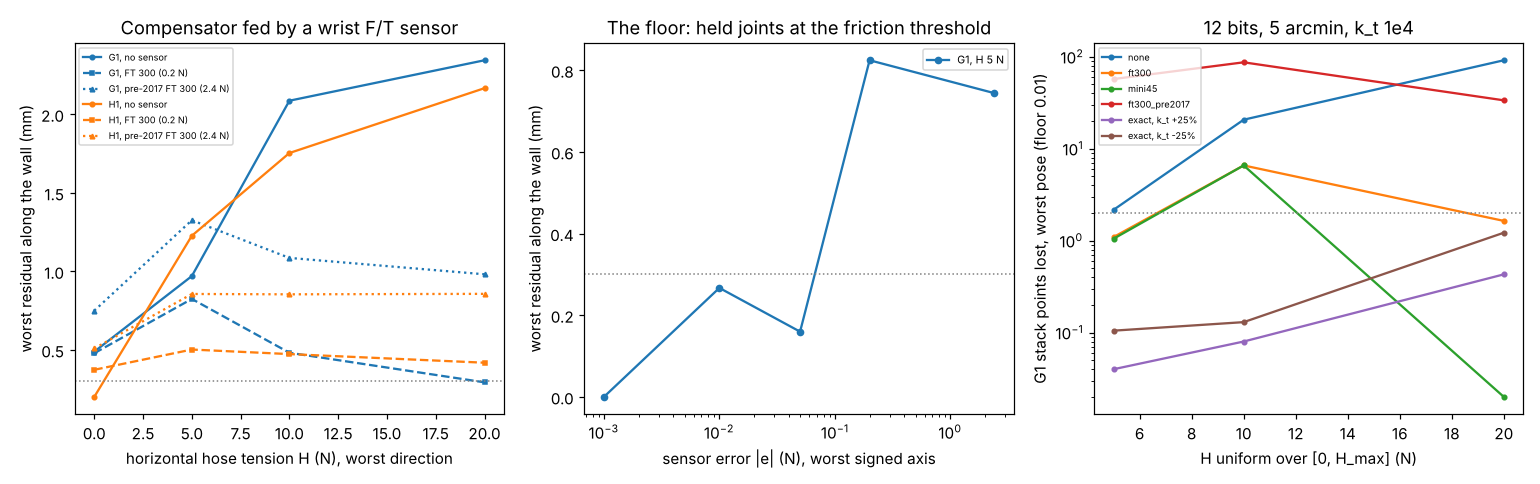 Compensator fed by a wrist F/T sensor
G1, no sensor
G1, FT 300 (0.2 N)
G1, pre-2017 FT 300 (2.4 N)
H1, no sensor
H1, FT 300 (0.2 N)
H1, pre-2017 FT 300 (2.4 N)
worst residual along the wall (mm)
2.0
1.5
1.0
0.5
0.0
2.5
5.0
7.5
10.0
12.5
15.0
17.5
20.0
horizontal hose tension H (N), worst direction
The floor: held joints at the friction threshold
G1, H 5 N
worst residual along the wall (mm)
0.8
0.6
0.4
0.2
0.0
10⁻³
10⁻²
10⁻¹
10⁰
sensor error |e| (N), worst signed axis
12 bits, 5 arcmin, k_t 1e4
none
ft300
mini45
ft300_pre2017
exact, k_t +25%
exact, k_t -25%
G1 stack points lost, worst pose (floor 0.01)
10²
10¹
10⁰
10⁻¹
6
8
10
12
14
16
18
20
H uniform over [0, H_max] (N)